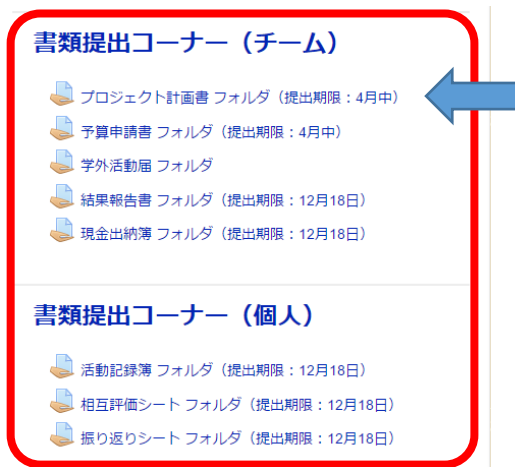 書類提出コーナー（チーム）
プロジェクト計画書 フォルダ（提出期限：4月中）
予算申請書 フォルダ（提出期限：4月中）
学外活動届 フォルダ
結果報告書 フォルダ（提出期限：12月18日）
現金出納簿 フォルダ（提出期限：12月18日）
書類提出コーナー（個人）
活動記録簿 フォルダ（提出期限：12月18日）
相互評価シート フォルダ（提出期限：12月18日）
振り返りシート フォルダ（提出期限：12月18日）